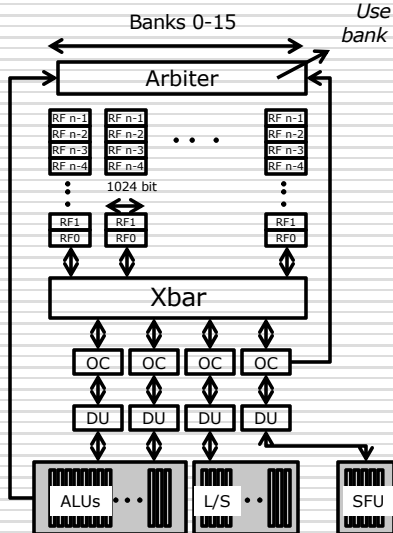 Use
Banks 0-15
bank
Arbiter
RF n-1 RF n-1 RF n-1
RF n-2 RF n-2 RF n-2
RF n-3 RF n-3 RF n-3
RF n-4 RF n-4 RF n-4
1024 bit
RF1 RF1 RF1
RF0 RF0 RF0
Xbar
OC OC OC OC
DU DU DU DU
ALUs L/S SFU